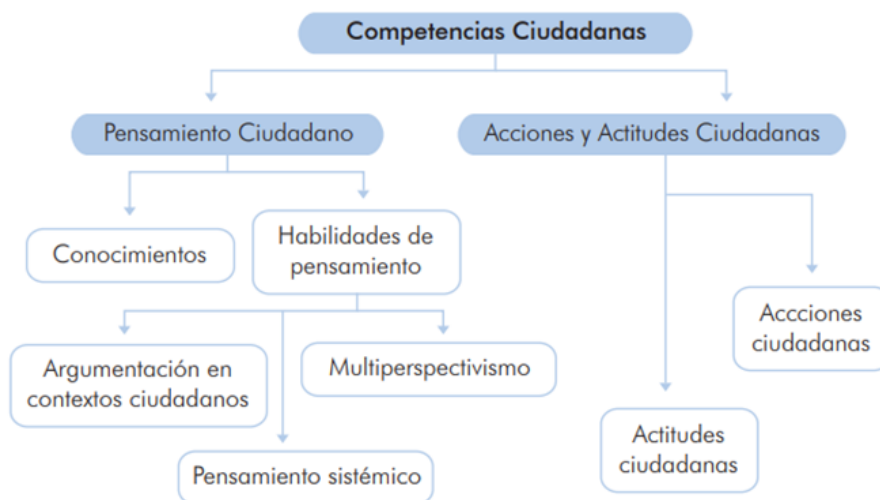 Competencias Ciudadanas
Pensamiento Ciudadano
Acciones y Actitudes Ciudadanas
Conocimientos
Habilidades de
pensamiento
Accciones
ciudadanas
Argumentación en
contextos ciudadanos
Multiperspectivismo
Actitudes
ciudadanas
Pensamiento sistémico